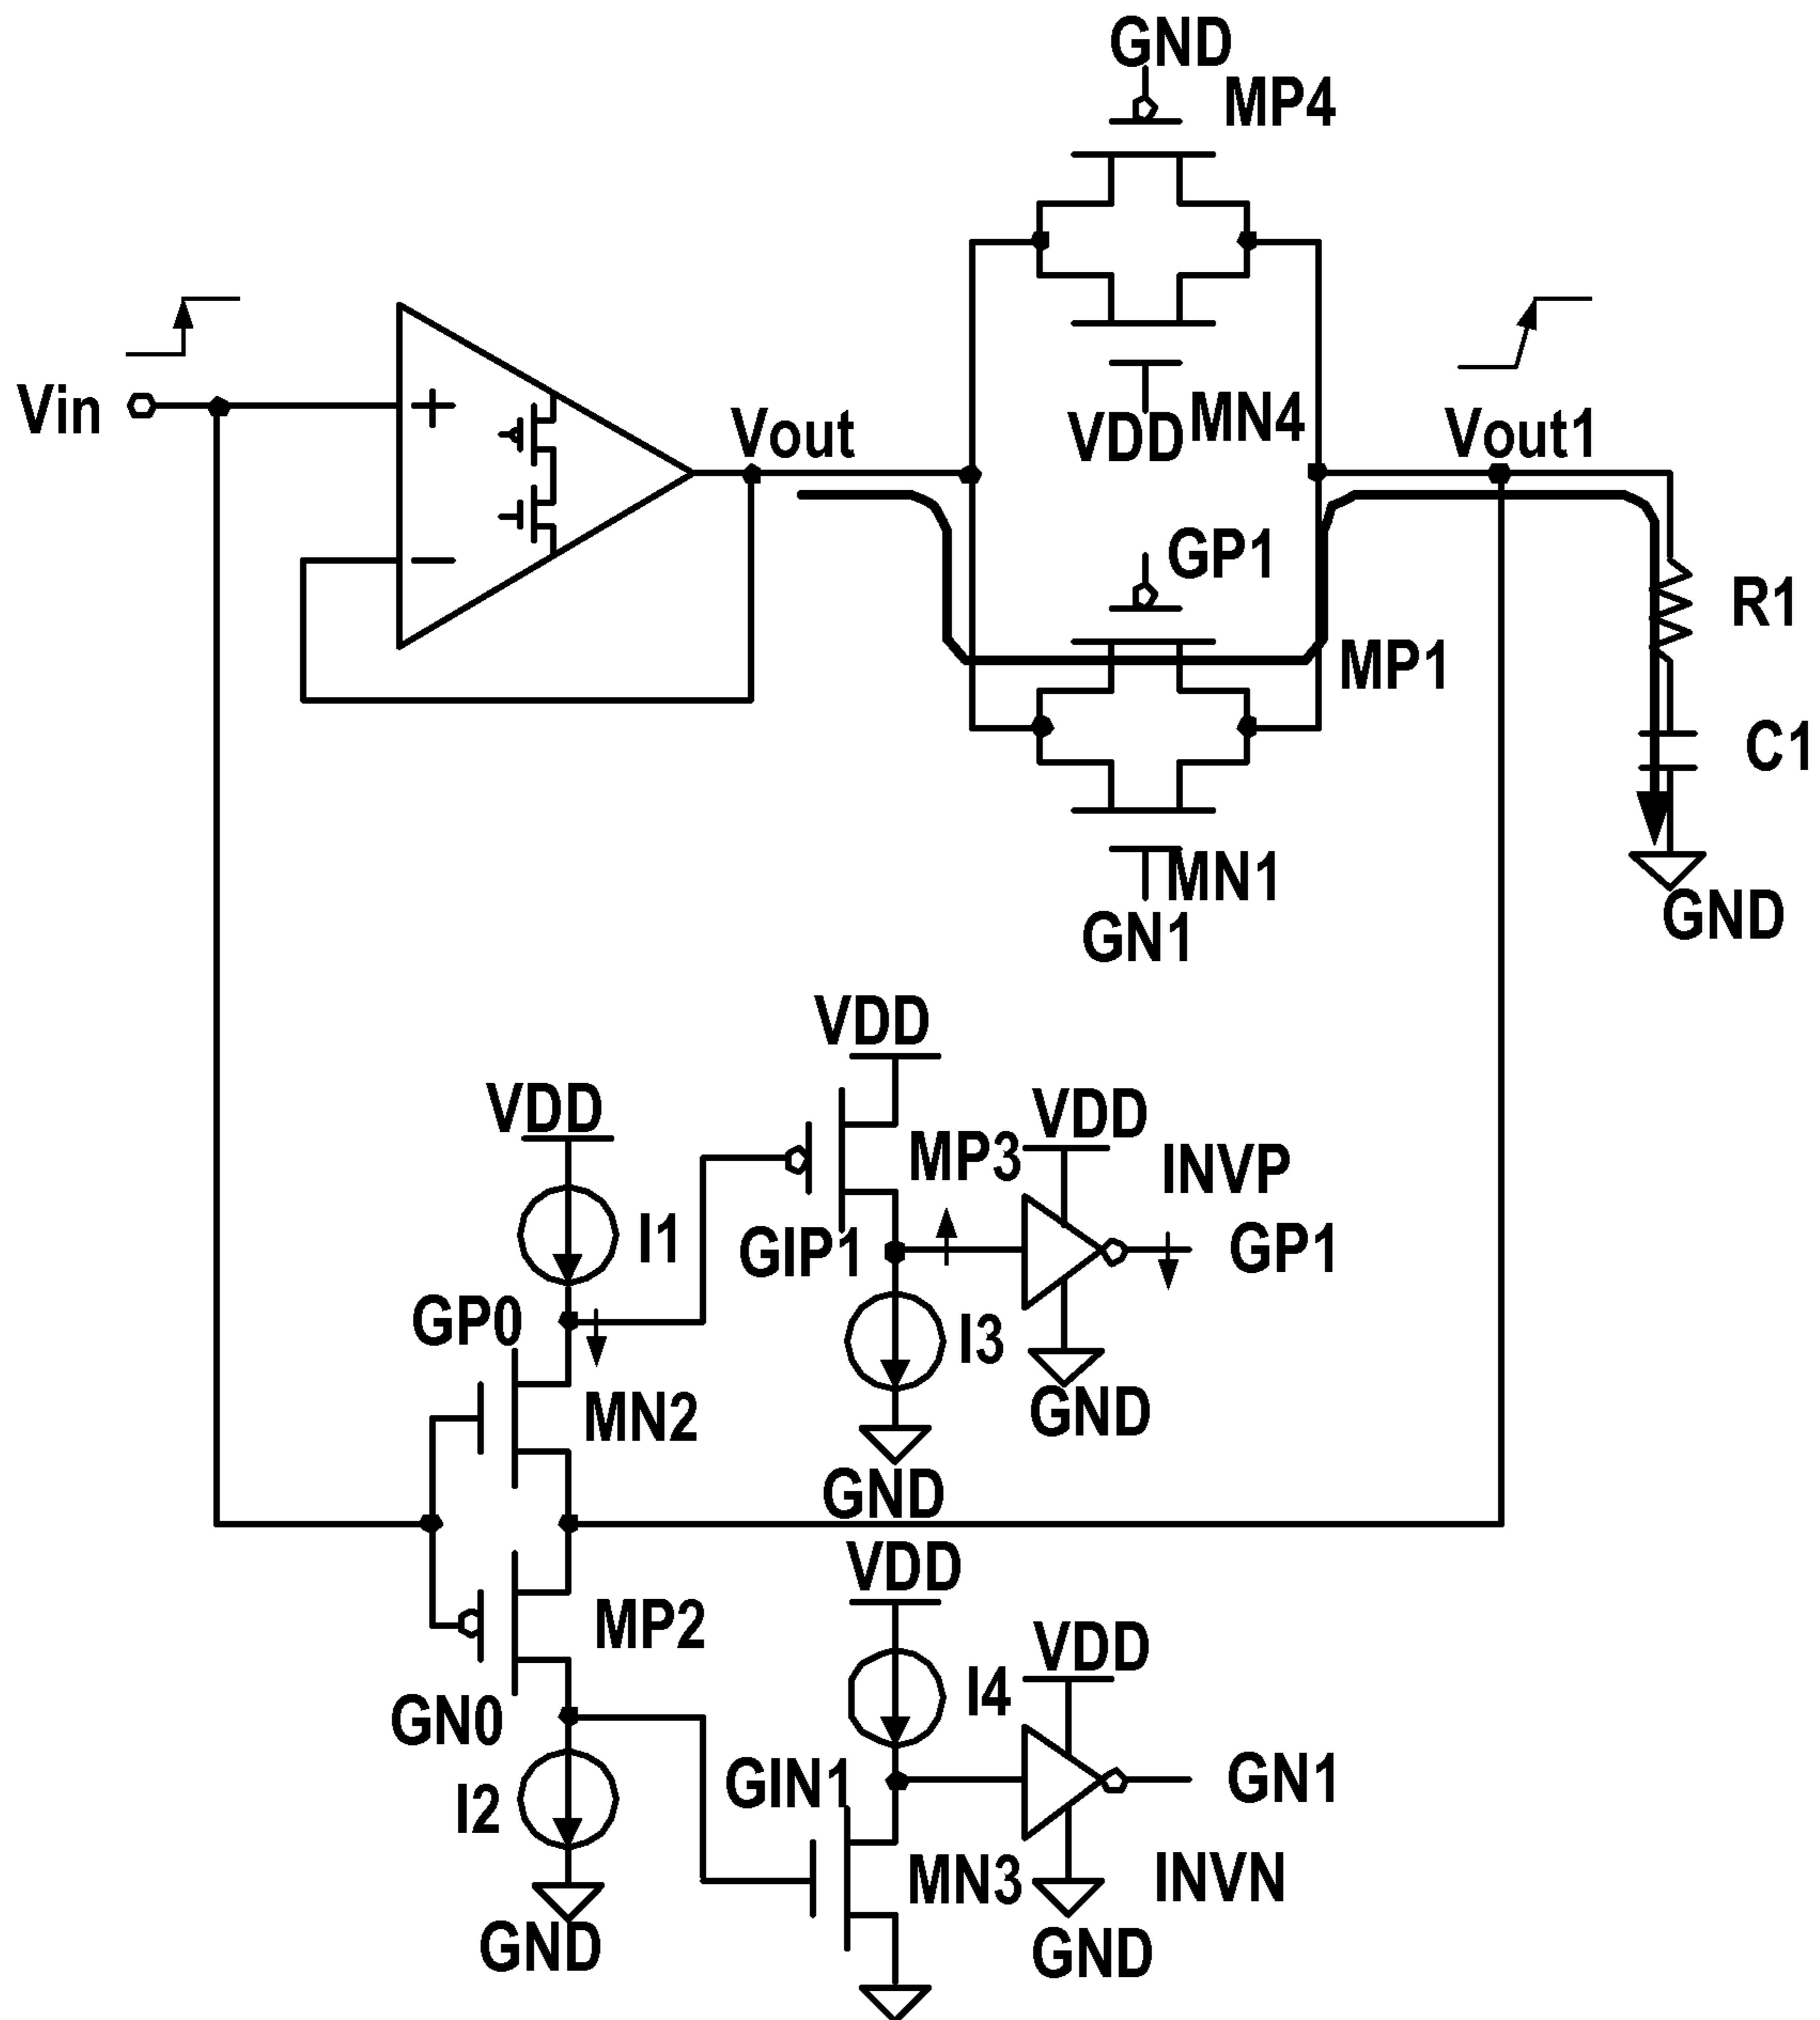 GND
MP4
+
Vin
Vout
VDD
MN4
Vout1
−
GP1
R1
MP1
C1
MN1
GND
GN1
VDD
VDD
MP3
VDD
INVP
I1
GIP1
GP1
GP0
I3
MN2
GND
GND
VDD
MP2
VDD
GN0
I4
I2
GIN1
GN1
MN3
INVN
GND
GND